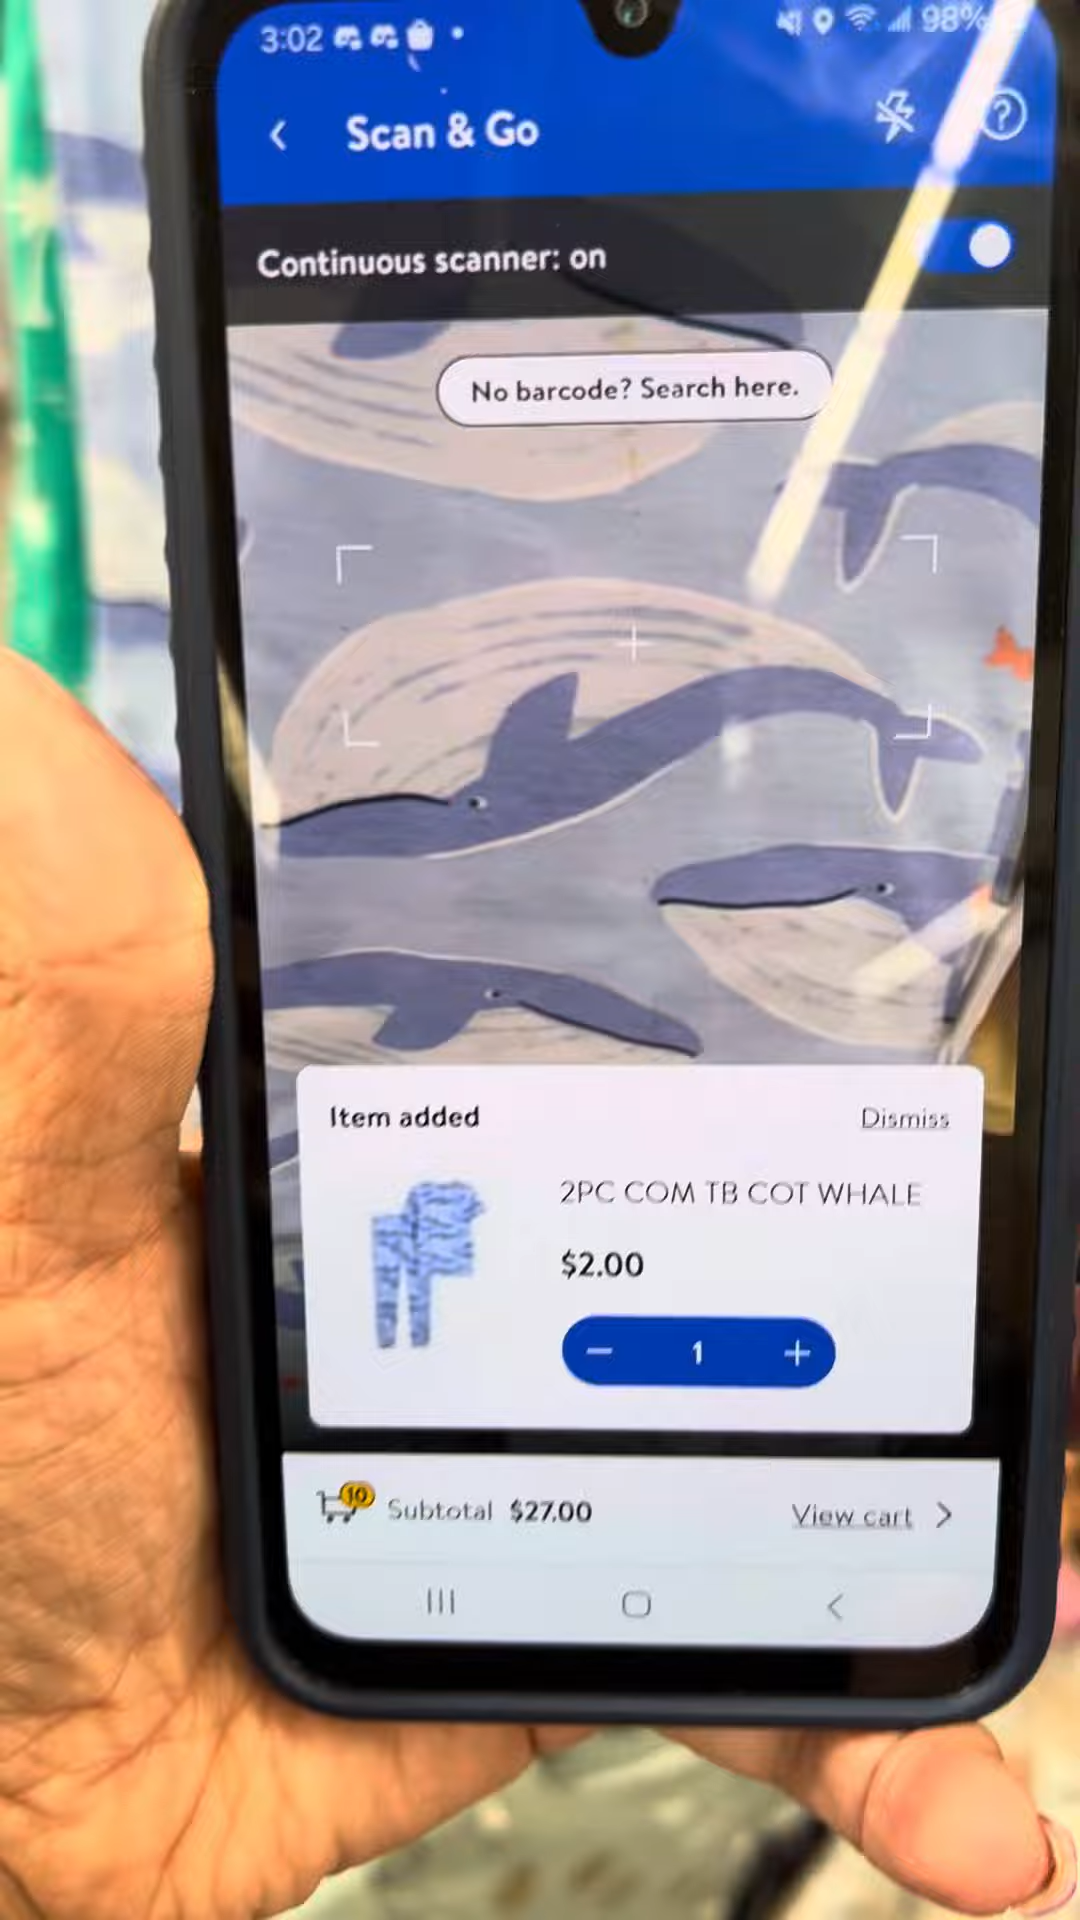 3:02
98%
Scan & Go
?
Continuous scanner: on
No barcode? Search here.
Item added
Dismiss
2PC COM TB COT WHALE
$2.00
− 1 +
10
Subtotal $27.00
View cart >